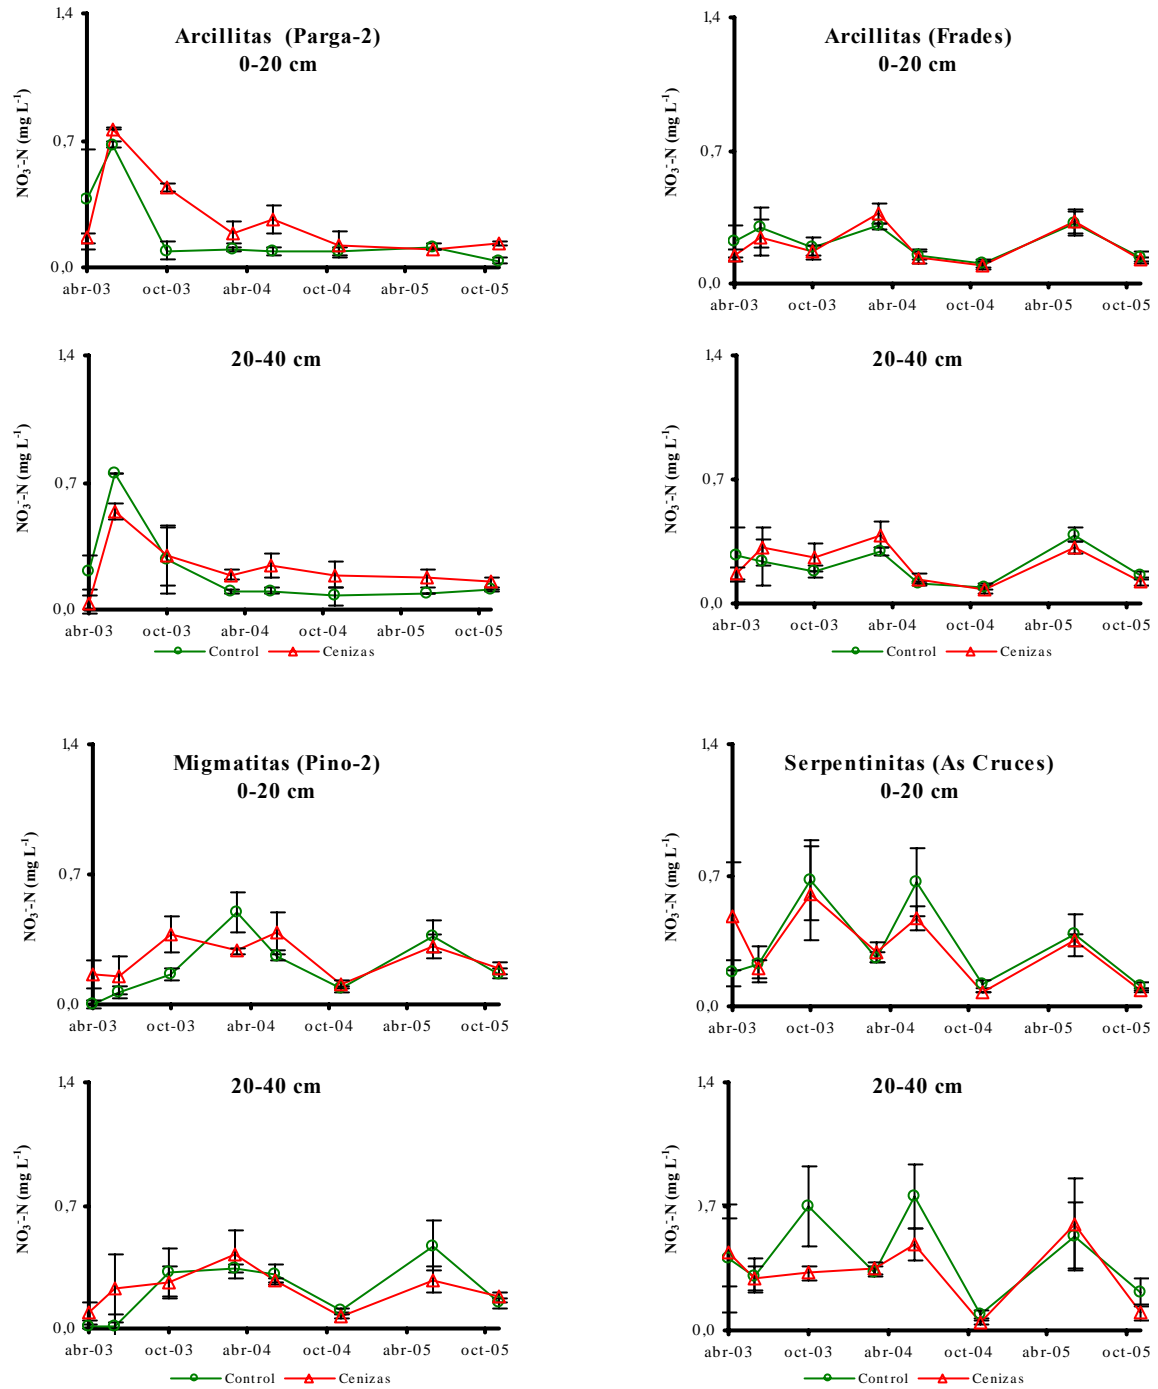 Arcillitas (Parga-2)
0-20 cm
NO₃⁻-N (mg L⁻¹)
1,4
0,7
0,0
abr-03 oct-03 abr-04 oct-04 abr-05 oct-05
Arcillitas (Frades)
0-20 cm
NO₃⁻-N (mg L⁻¹)
1,4
0,7
0,0
abr-03 oct-03 abr-04 oct-04 abr-05 oct-05
20-40 cm
NO₃⁻-N (mg L⁻¹)
1,4
0,7
0,0
abr-03 oct-03 abr-04 oct-04 abr-05 oct-05
Control Cenizas
20-40 cm
NO₃⁻-N (mg L⁻¹)
1,4
0,7
0,0
abr-03 oct-03 abr-04 oct-04 abr-05 oct-05
Control Cenizas
Migmatitas (Pino-2)
0-20 cm
NO₃⁻-N (mg L⁻¹)
1,4
0,7
0,0
abr-03 oct-03 abr-04 oct-04 abr-05 oct-05
Serpentinitas (As Cruces)
0-20 cm
NO₃⁻-N (mg L⁻¹)
1,4
0,7
0,0
abr-03 oct-03 abr-04 oct-04 abr-05 oct-05
20-40 cm
NO₃⁻-N (mg L⁻¹)
1,4
0,7
0,0
abr-03 oct-03 abr-04 oct-04 abr-05 oct-05
Control Cenizas
20-40 cm
NO₃⁻-N (mg L⁻¹)
1,4
0,7
0,0
abr-03 oct-03 abr-04 oct-04 abr-05 oct-05
Control Cenizas